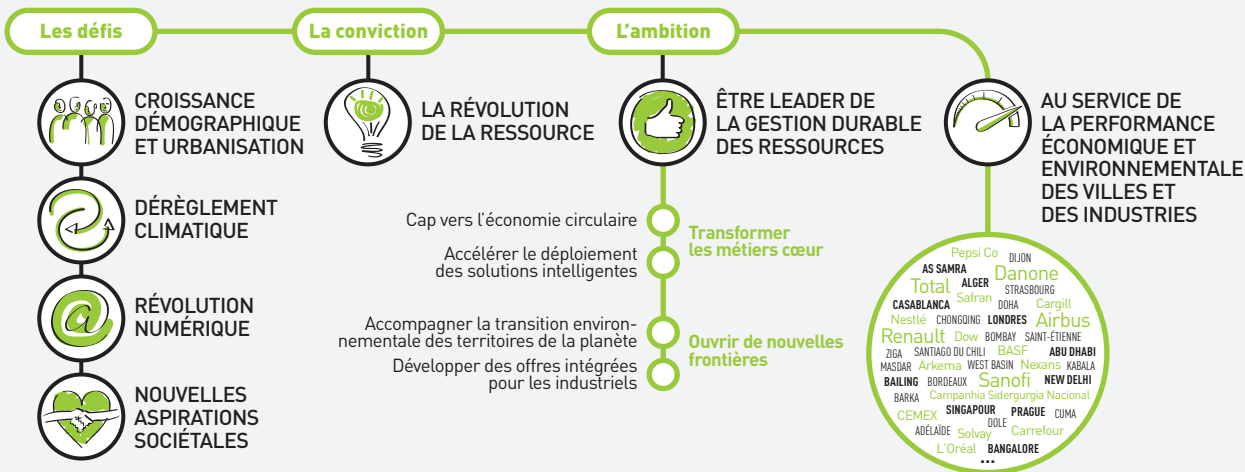 Les défis
La conviction
L'ambition
CROISSANCE
DÉMOGRAPHIQUE
ET URBANISATION
DÉRÈGLEMENT
CLIMATIQUE
RÉVOLUTION
NUMÉRIQUE
NOUVELLES
ASPIRATIONS
SOCIÉTALES
LA RÉVOLUTION
DE LA RESSOURCE
ÊTRE LEADER DE
LA GESTION DURABLE
DES RESSOURCES
Cap vers l'économie circulaire
Accélérer le déploiement
des solutions intelligentes
Transformer
les métiers cœur
Accompagner la transition environ-
nementale des territoires de la planète
Développer des offres intégrées
pour les industriels
Ouvrir de nouvelles
frontières
AU SERVICE DE
LA PERFORMANCE
ÉCONOMIQUE ET
ENVIRONNEMENTALE
DES VILLES ET
DES INDUSTRIES
Pepsi Co DIJON
AS SAMRA Danone
Total ALGER STRASBOURG
CASABLANCA Safran DOHA Cargill
Nestlé CHONGQING LONDRES Airbus
Renault Dow BOMBAY SAINT-ÉTIENNE
ZIGA SANTIAGO DU CHILI BASF ABU DHABI
MASDAR Arkema WEST BASIN Nexans KABALA
BAILING BORDEAUX Sanofi NEW DELHI
BARKA Campanhia Sidergurgia Nacional
CEMEX SINGAPOUR PRAGUE CUMA
DOLE
ADÉLAÏDE Solvay Carrefour
L'Oréal BANGALORE
...